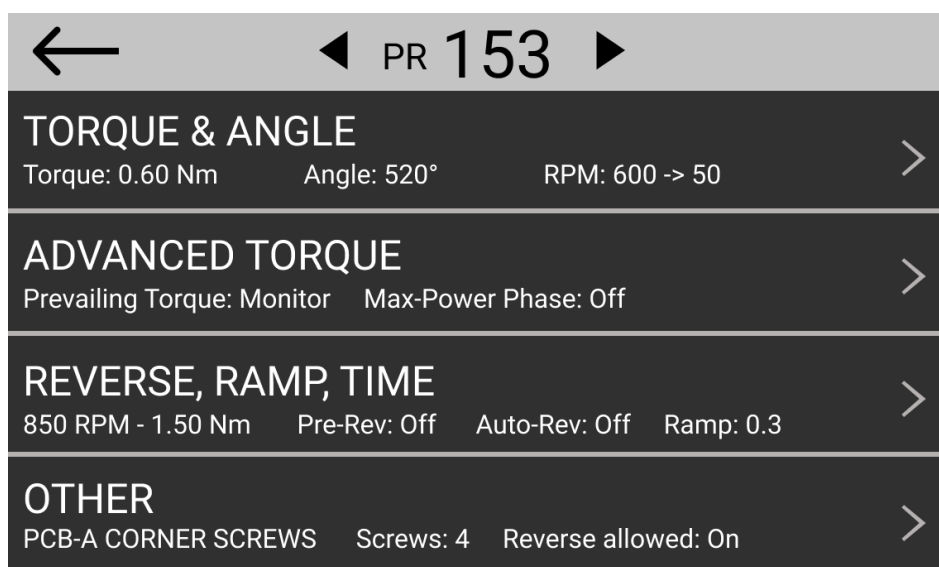 PR 153
TORQUE & ANGLE
Torque: 0.60 Nm Angle: 520° RPM: 600 -> 50
ADVANCED TORQUE
Prevailing Torque: Monitor Max-Power Phase: Off
REVERSE, RAMP, TIME
850 RPM - 1.50 Nm Pre-Rev: Off Auto-Rev: Off Ramp: 0.3
OTHER
PCB-A CORNER SCREWS Screws: 4 Reverse allowed: On